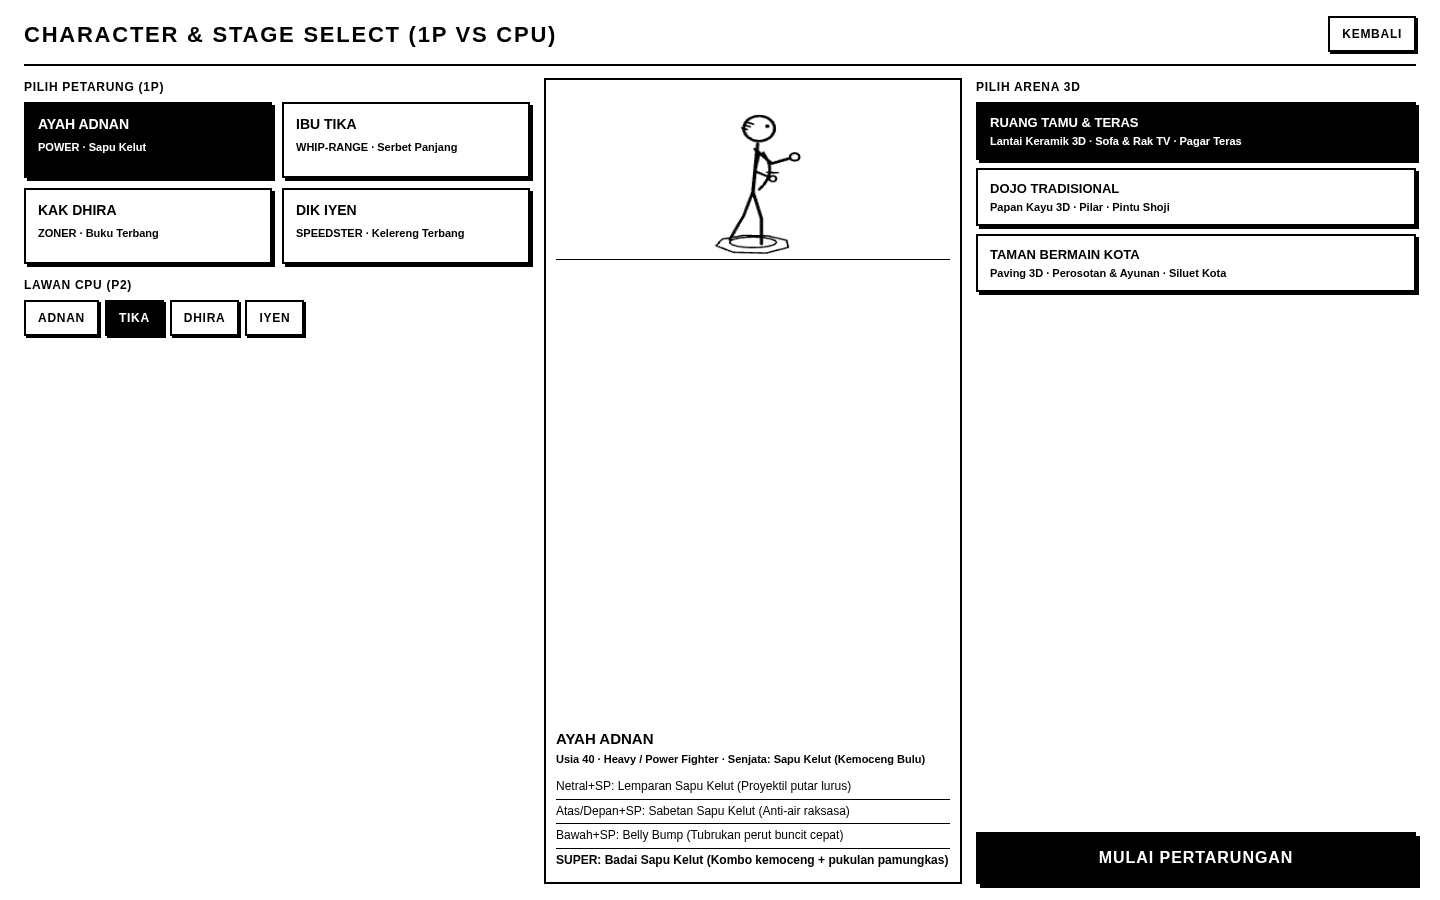 CHARACTER & STAGE SELECT (1P VS CPU)
KEMBALI
PILIH PETARUNG (1P)
AYAH ADNAN
POWER · Sapu Kelut
IBU TIKA
WHIP-RANGE · Serbet Panjang
KAK DHIRA
ZONER · Buku Terbang
DIK IYEN
SPEEDSTER · Kelereng Terbang
LAWAN CPU (P2)
ADNAN
TIKA
DHIRA
IYEN
AYAH ADNAN
Usia 40 · Heavy / Power Fighter · Senjata: Sapu Kelut (Kemoceng Bulu)
Netral+SP: Lemparan Sapu Kelut (Proyektil putar lurus)
Atas/Depan+SP: Sabetan Sapu Kelut (Anti-air raksasa)
Bawah+SP: Belly Bump (Tubrukan perut buncit cepat)
SUPER: Badai Sapu Kelut (Kombo kemoceng + pukulan pamungkas)
PILIH ARENA 3D
RUANG TAMU & TERAS
Lantai Keramik 3D · Sofa & Rak TV · Pagar Teras
DOJO TRADISIONAL
Papan Kayu 3D · Pilar · Pintu Shoji
TAMAN BERMAIN KOTA
Paving 3D · Perosotan & Ayunan · Siluet Kota
MULAI PERTARUNGAN